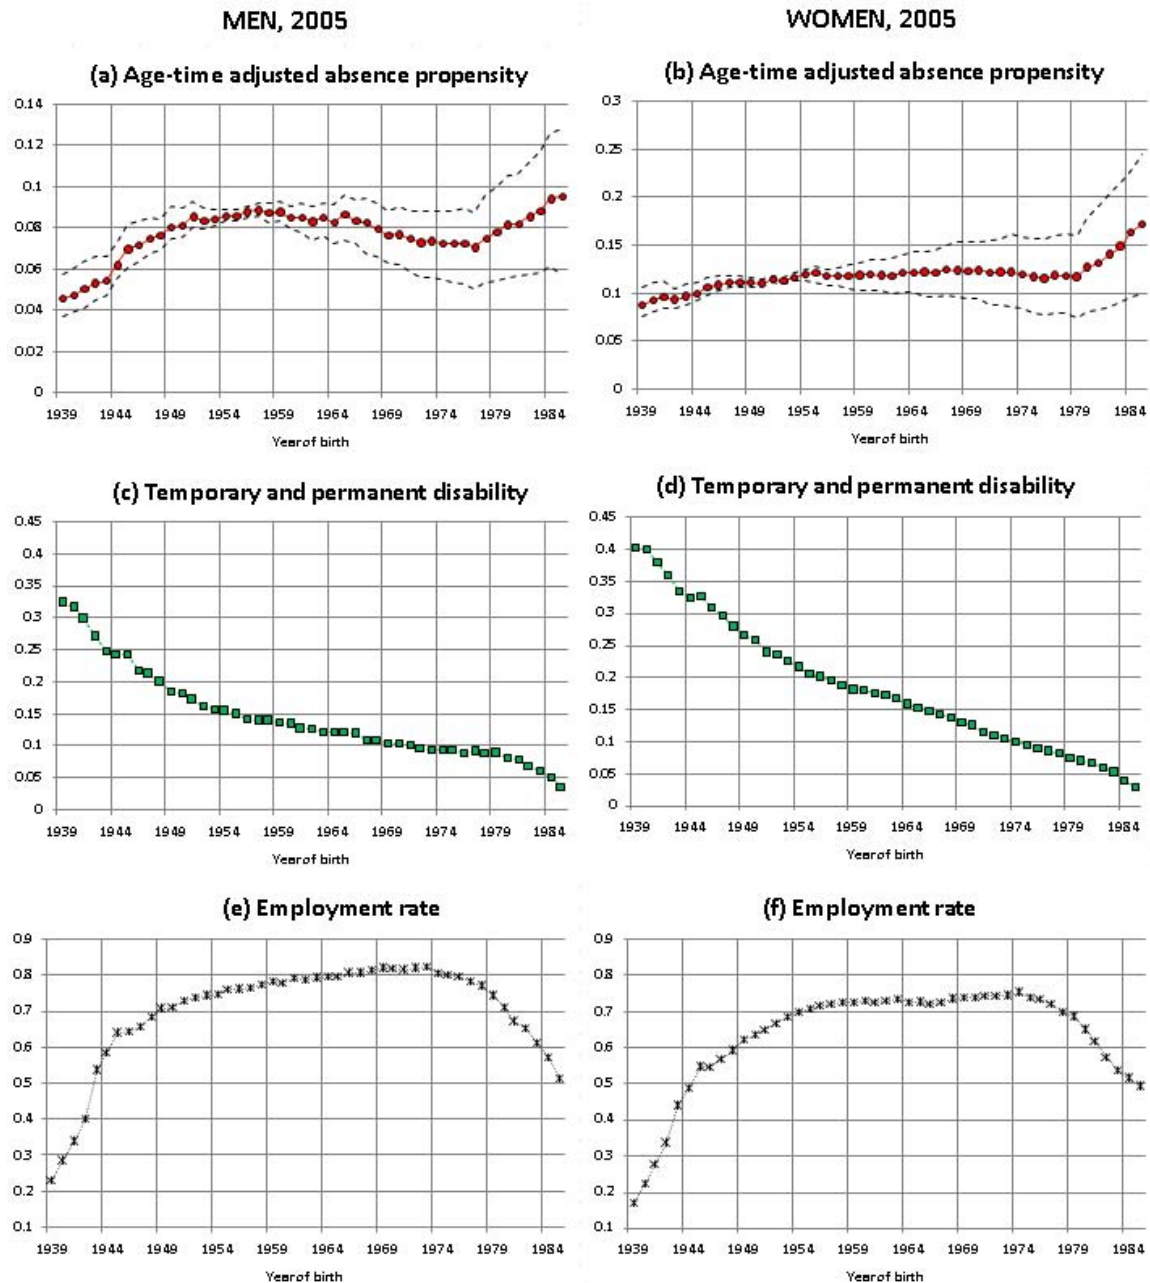 MEN, 2005
WOMEN, 2005
(a) Age-time adjusted absence propensity
0.14
0.12
0.1
0.08
0.06
0.04
0.02
0
1939 1944 1949 1954 1959 1964 1969 1974 1979 1984
Year of birth
(b) Age-time adjusted absence propensity
0.3
0.25
0.2
0.15
0.1
0.05
0
1939 1944 1949 1954 1959 1964 1969 1974 1979 1984
Year of birth
(c) Temporary and permanent disability
0.45
0.4
0.35
0.3
0.25
0.2
0.15
0.1
0.05
0
1939 1944 1949 1954 1959 1964 1969 1974 1979 1984
Year of birth
(d) Temporary and permanent disability
0.45
0.4
0.35
0.3
0.25
0.2
0.15
0.1
0.05
0
1939 1944 1949 1954 1959 1964 1969 1974 1979 1984
Year of birth
(e) Employment rate
0.9
0.8
0.7
0.6
0.5
0.4
0.3
0.2
0.1
1939 1944 1949 1954 1959 1964 1969 1974 1979 1984
Year of birth
(f) Employment rate
0.9
0.8
0.7
0.6
0.5
0.4
0.3
0.2
0.1
1939 1944 1949 1954 1959 1964 1969 1974 1979 1984
Year of birth